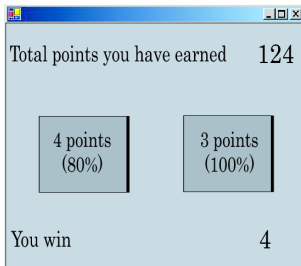 Total points you have earned 124
4 points
(80%)
3 points
(100%)
You win 4